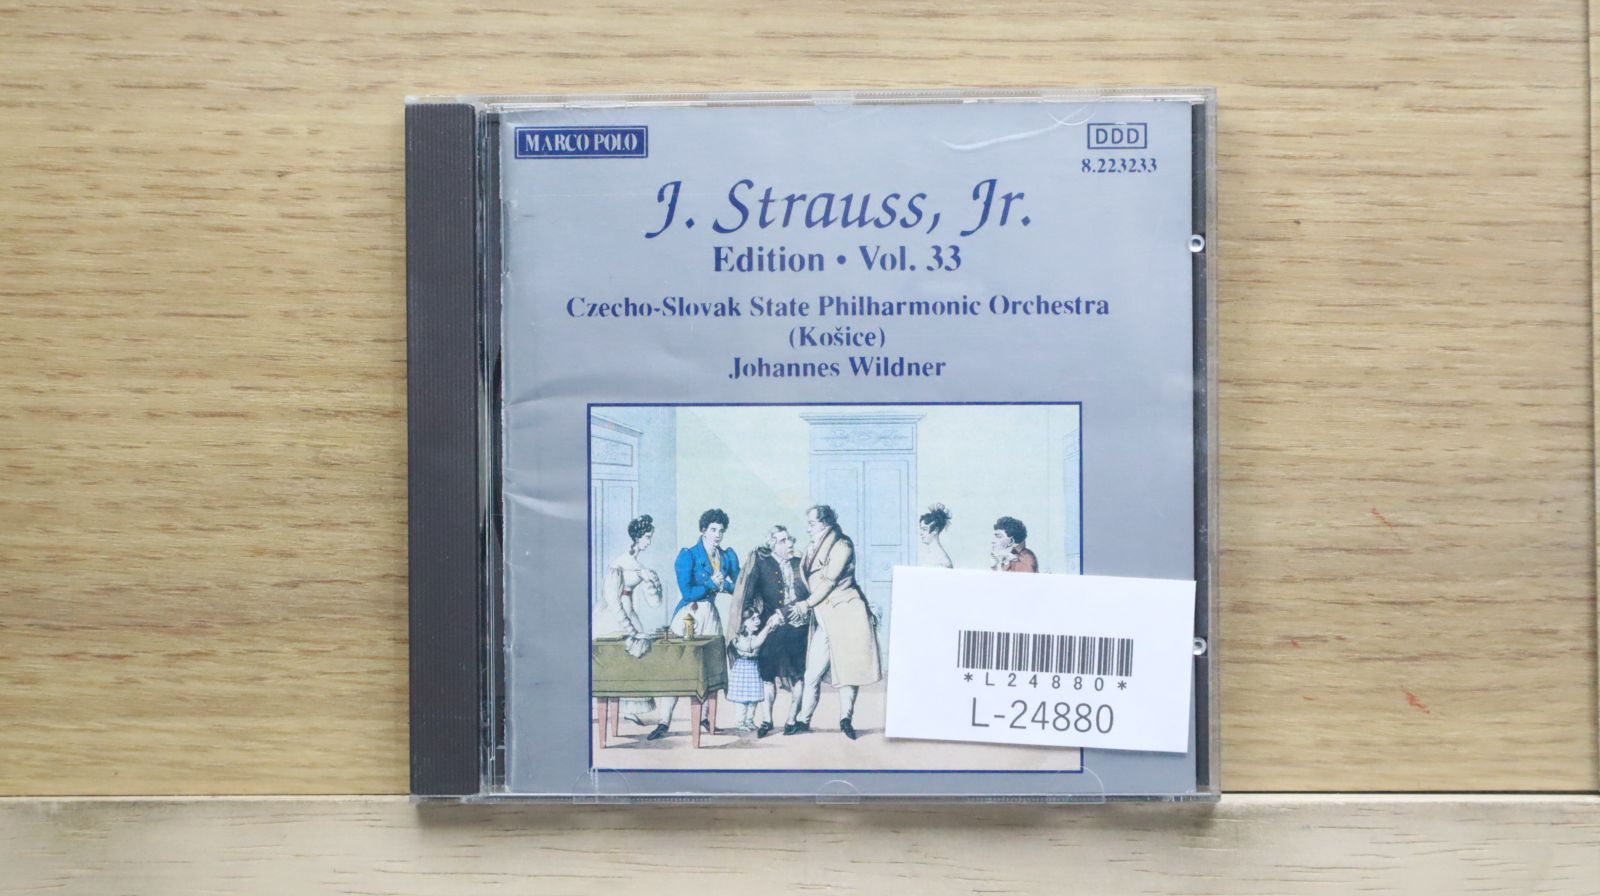 MARCO POLO
DDD
8.223233
J. Strauss, Jr.
Edition • Vol. 33
Czecho-Slovak State Philharmonic Orchestra
(Košice)
Johannes Wildner
*L24880*
L-24880